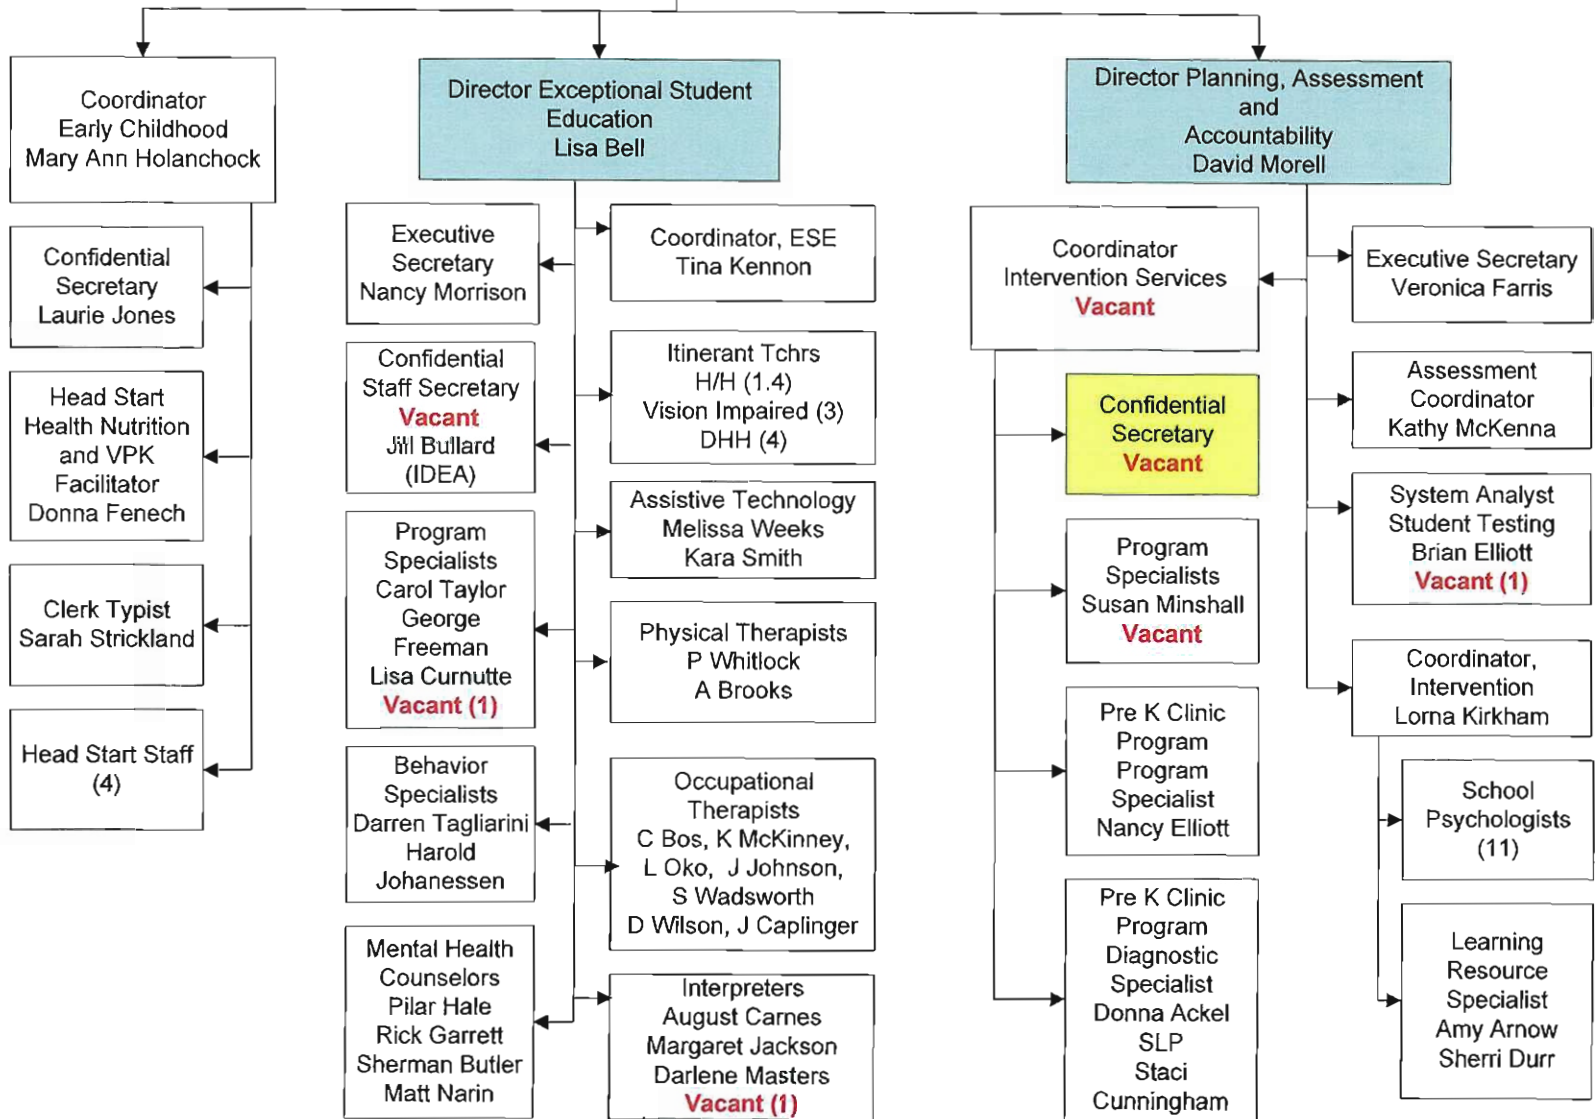 Coordinator
Early Childhood
Mary Ann Holanchock
Confidential
Secretary
Laurie Jones
Head Start
Health Nutrition
and VPK
Facilitator
Donna Fenech
Clerk Typist
Sarah Strickland
Head Start Staff
(4)
Director Exceptional Student
Education
Lisa Bell
Executive
Secretary
Nancy Morrison
Confidential
Staff Secretary
Vacant
Jill Bullard
(IDEA)
Program
Specialists
Carol Taylor
George
Freeman
Lisa Curnutte
Vacant (1)
Behavior
Specialists
Darren Tagliarini
Harold
Johanessen
Mental Health
Counselors
Pilar Hale
Rick Garrett
Sherman Butler
Matt Narin
Coordinator, ESE
Tina Kennon
Itinerant Tchrs
H/H (1.4)
Vision Impaired (3)
DHH (4)
Assistive Technology
Melissa Weeks
Kara Smith
Physical Therapists
P Whitlock
A Brooks
Occupational
Therapists
C Bos, K McKinney,
L Oko, J Johnson,
S Wadsworth
D Wilson, J Caplinger
Interpreters
August Carnes
Margaret Jackson
Darlene Masters
Vacant (1)
Director Planning, Assessment
and
Accountability
David Morell
Coordinator
Intervention Services
Vacant
Confidential
Secretary
Vacant
Program
Specialists
Susan Minshall
Vacant
Pre K Clinic
Program
Program
Specialist
Nancy Elliott
Pre K Clinic
Program
Diagnostic
Specialist
Donna Ackel
SLP
Staci
Cunningham
Executive Secretary
Veronica Farris
Assessment
Coordinator
Kathy McKenna
System Analyst
Student Testing
Brian Elliott
Vacant (1)
Coordinator,
Intervention
Lorna Kirkham
School
Psychologists
(11)
Learning
Resource
Specialist
Amy Arnow
Sherri Durr